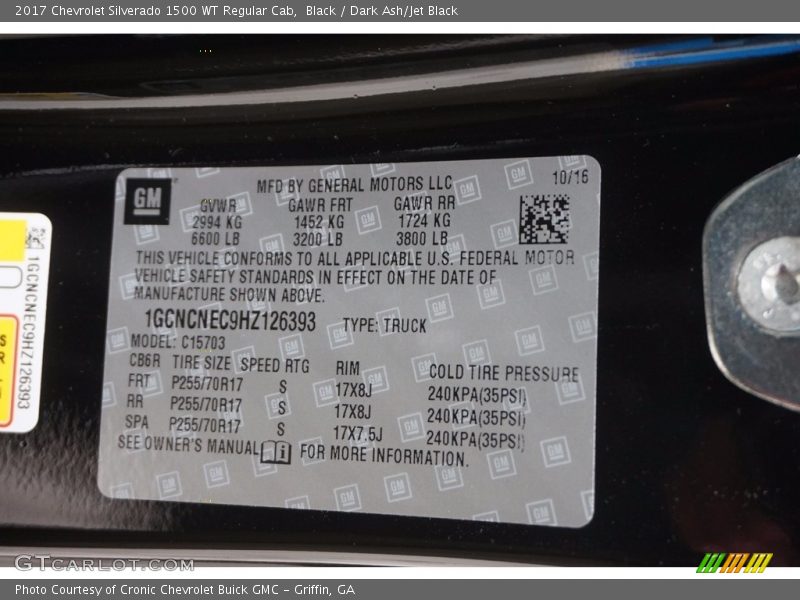 2017 Chevrolet Silverado 1500 WT Regular Cab, Black / Dark Ash/Jet Black
GM
MFD BY GENERAL MOTORS LLC
10/16
GVWR GAWR FRT GAWR RR
2994 KG 1452 KG 1724 KG
6600 LB 3200 LB 3800 LB
THIS VEHICLE CONFORMS TO ALL APPLICABLE U.S. FEDERAL MOTOR
VEHICLE SAFETY STANDARDS IN EFFECT ON THE DATE OF
MANUFACTURE SHOWN ABOVE.
1GCNCNEC9HZ126393 TYPE: TRUCK
MODEL: C15703
CB6R TIRE SIZE SPEED RTG RIM COLD TIRE PRESSURE
FRT P255/70R17 S 17X8J 240KPA(35PSI)
RR P255/70R17 S 17X8J 240KPA(35PSI)
SPA P255/70R17 S 17X7.5J 240KPA(35PSI)
SEE OWNER'S MANUAL i FOR MORE INFORMATION.
1GCNCNEC9HZ126393
GTCARLOT.COM
Photo Courtesy of Cronic Chevrolet Buick GMC – Griffin, GA